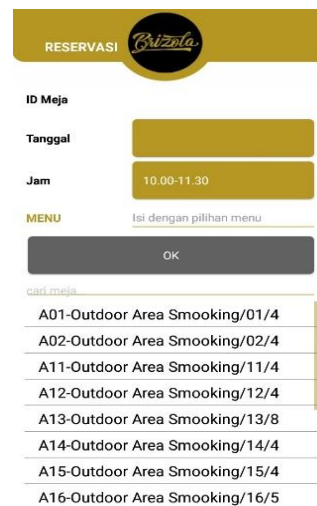 RESERVASI Brizola
ID Meja
Tanggal
Jam 10.00-11.30
MENU Isi dengan pilihan menu
OK
cari meja
A01-Outdoor Area Smooking/01/4
A02-Outdoor Area Smooking/02/4
A11-Outdoor Area Smooking/11/4
A12-Outdoor Area Smooking/12/4
A13-Outdoor Area Smooking/13/8
A14-Outdoor Area Smooking/14/4
A15-Outdoor Area Smooking/15/4
A16-Outdoor Area Smooking/16/5